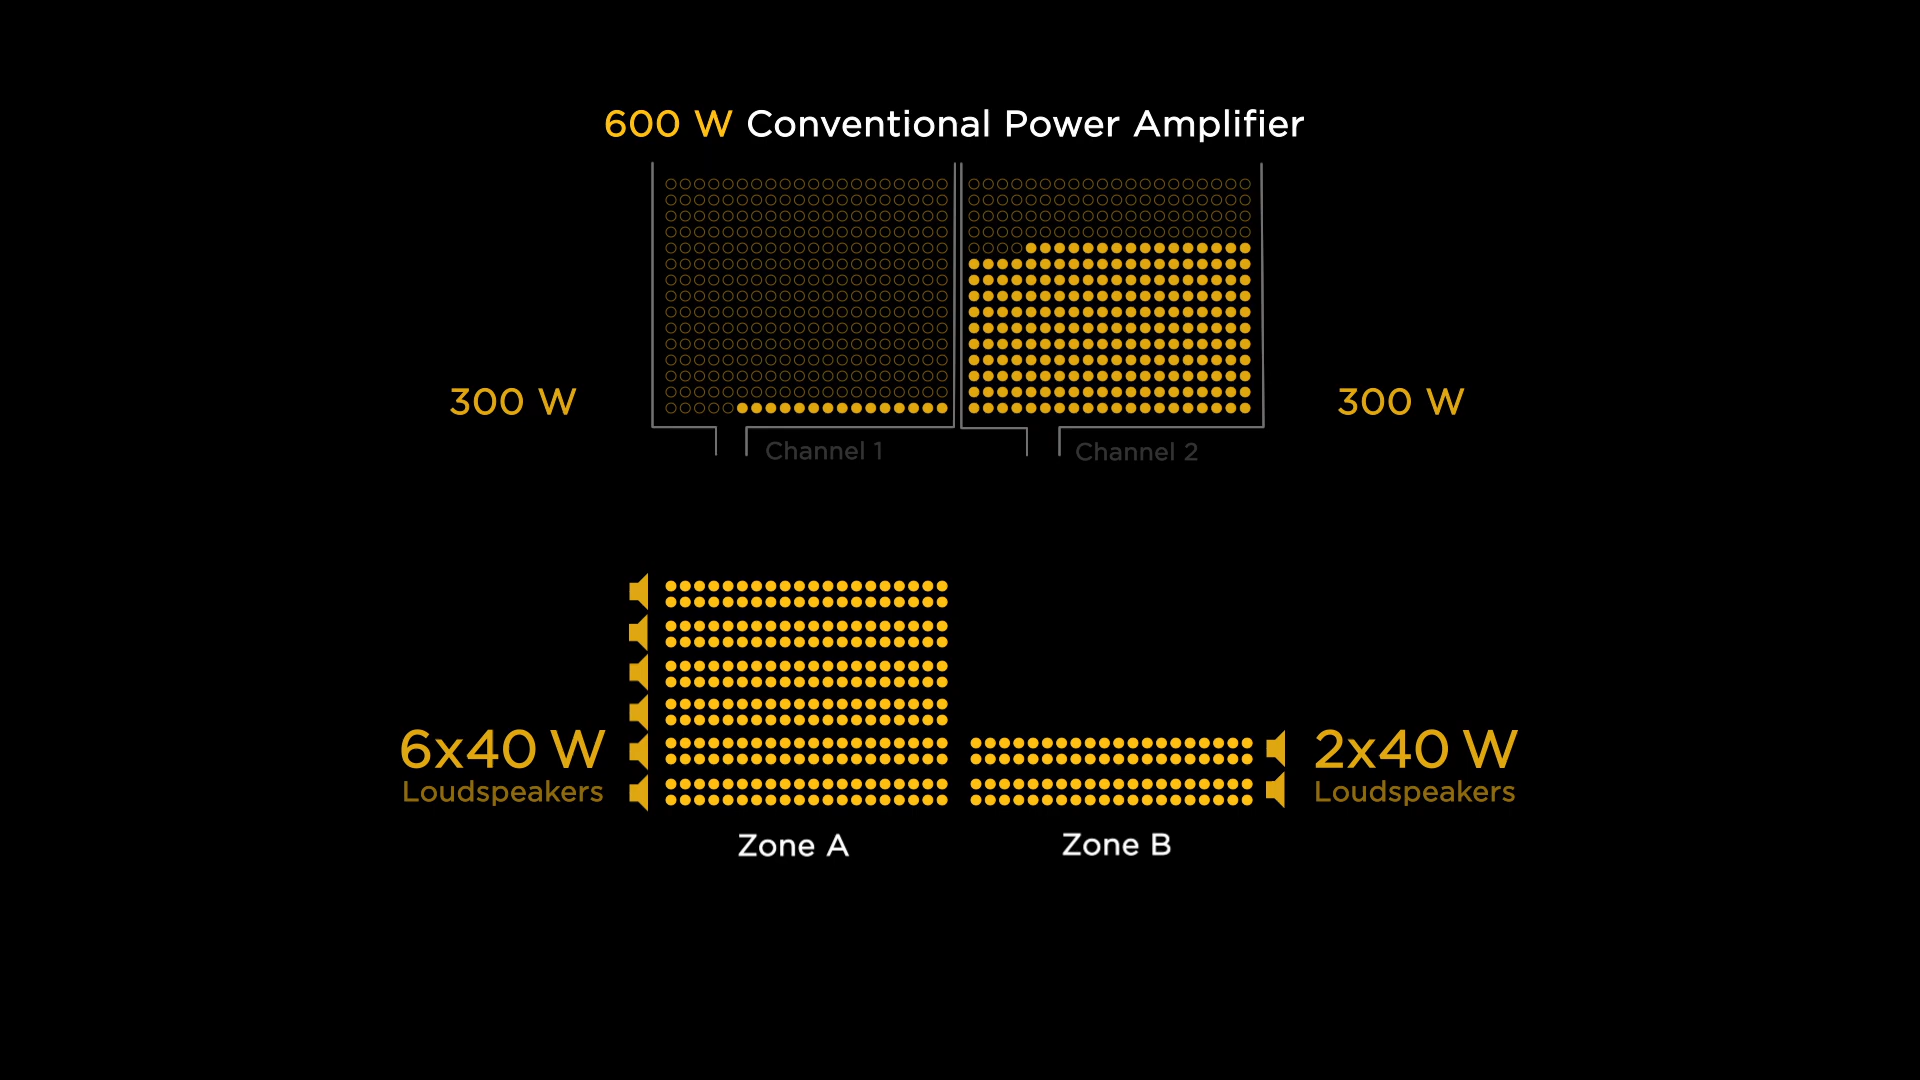 600 W Conventional Power Amplifier
300 W
300 W
Channel 1
Channel 2
6x40 W
Loudspeakers
2x40 W
Loudspeakers
Zone A
Zone B